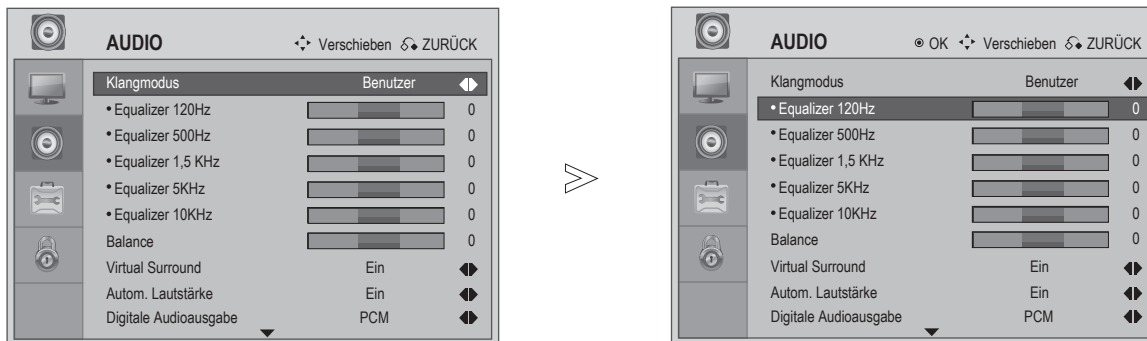 AUDIO Verschieben ZURÜCK
Klangmodus Benutzer
• Equalizer 120Hz 0
• Equalizer 500Hz 0
• Equalizer 1,5 KHz 0
• Equalizer 5KHz 0
• Equalizer 10KHz 0
Balance 0
Virtual Surround Ein
Autom. Lautstärke Ein
Digitale Audioausgabe PCM
AUDIO OK Verschieben ZURÜCK
Klangmodus Benutzer
• Equalizer 120Hz 0
• Equalizer 500Hz 0
• Equalizer 1,5 KHz 0
• Equalizer 5KHz 0
• Equalizer 10KHz 0
Balance 0
Virtual Surround Ein
Autom. Lautstärke Ein
Digitale Audioausgabe PCM